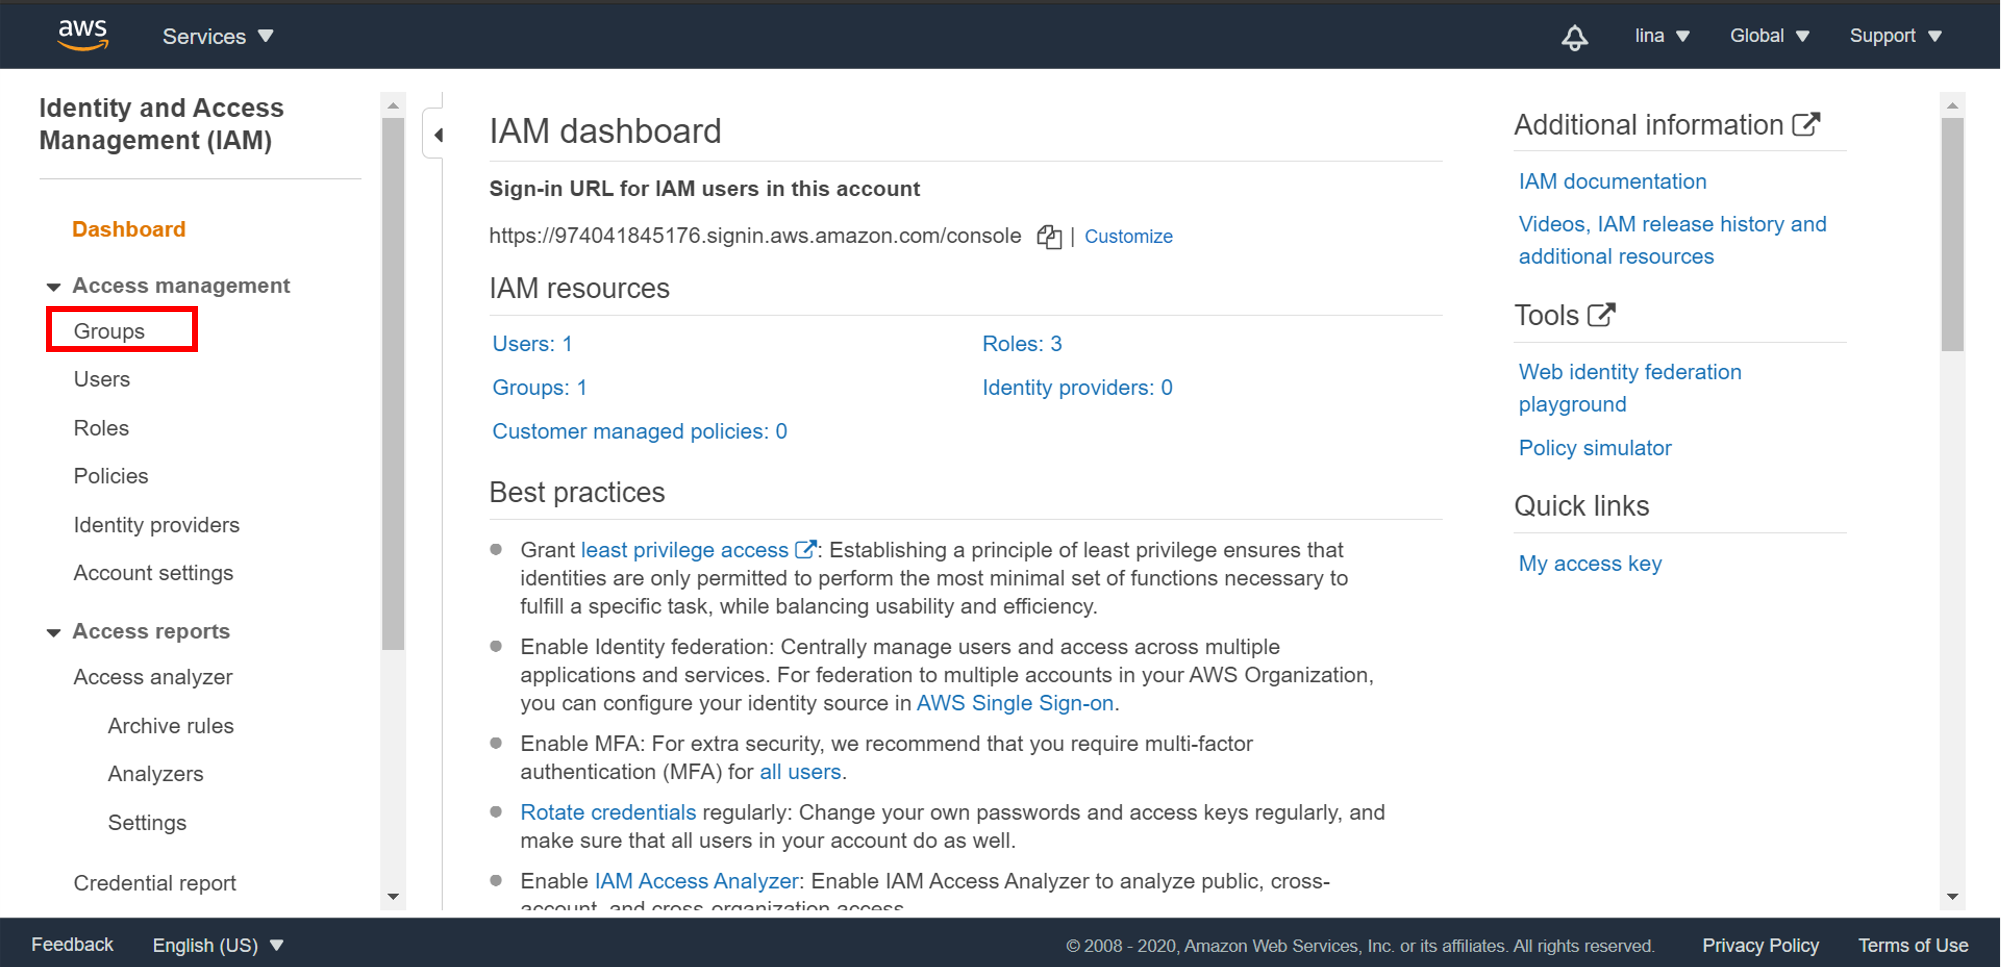 aws
Services
lina
Global
Support
Identity and Access
Management (IAM)
Dashboard
Access management
Groups
Users
Roles
Policies
Identity providers
Account settings
Access reports
Access analyzer
Archive rules
Analyzers
Settings
Credential report
IAM dashboard
Sign-in URL for IAM users in this account
https://974041845176.signin.aws.amazon.com/console | Customize
IAM resources
Users: 1
Roles: 3
Groups: 1
Identity providers: 0
Customer managed policies: 0
Best practices
Grant least privilege access : Establishing a principle of least privilege ensures that
identities are only permitted to perform the most minimal set of functions necessary to
fulfill a specific task, while balancing usability and efficiency.
Enable Identity federation: Centrally manage users and access across multiple
applications and services. For federation to multiple accounts in your AWS Organization,
you can configure your identity source in AWS Single Sign-on.
Enable MFA: For extra security, we recommend that you require multi-factor
authentication (MFA) for all users.
Rotate credentials regularly: Change your own passwords and access keys regularly, and
make sure that all users in your account do as well.
Enable IAM Access Analyzer: Enable IAM Access Analyzer to analyze public, cross-
account, and cross-organization access.
Additional information
IAM documentation
Videos, IAM release history and
additional resources
Tools
Web identity federation
playground
Policy simulator
Quick links
My access key
Feedback
English (US)
© 2008 - 2020, Amazon Web Services, Inc. or its affiliates. All rights reserved.
Privacy Policy
Terms of Use